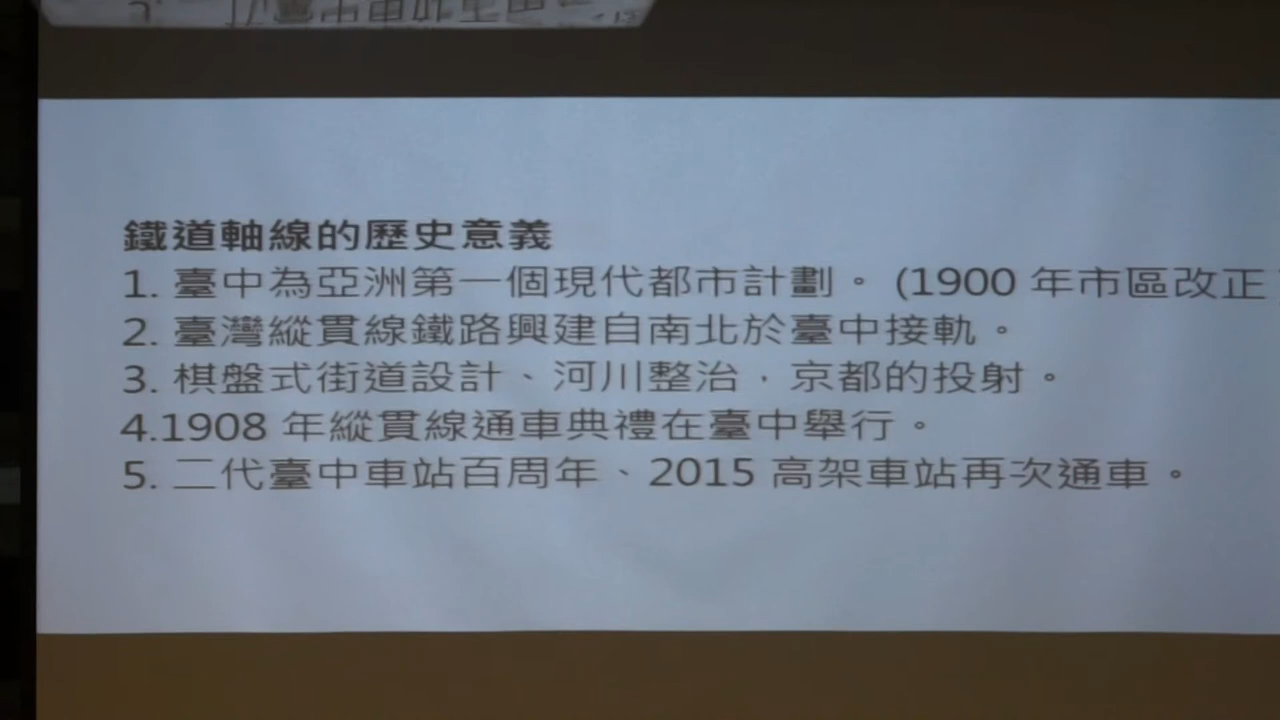 鐵道軸線的歷史意義
1. 臺中為亞洲第一個現代都市計劃。 (1900 年市區改正
2. 臺灣縱貫線鐵路興建自南北於臺中接軌。
3. 棋盤式街道設計、河川整治，京都的投射。
4.1908 年縱貫線通車典禮在臺中舉行。
5. 二代臺中車站百周年、2015 高架車站再次通車。